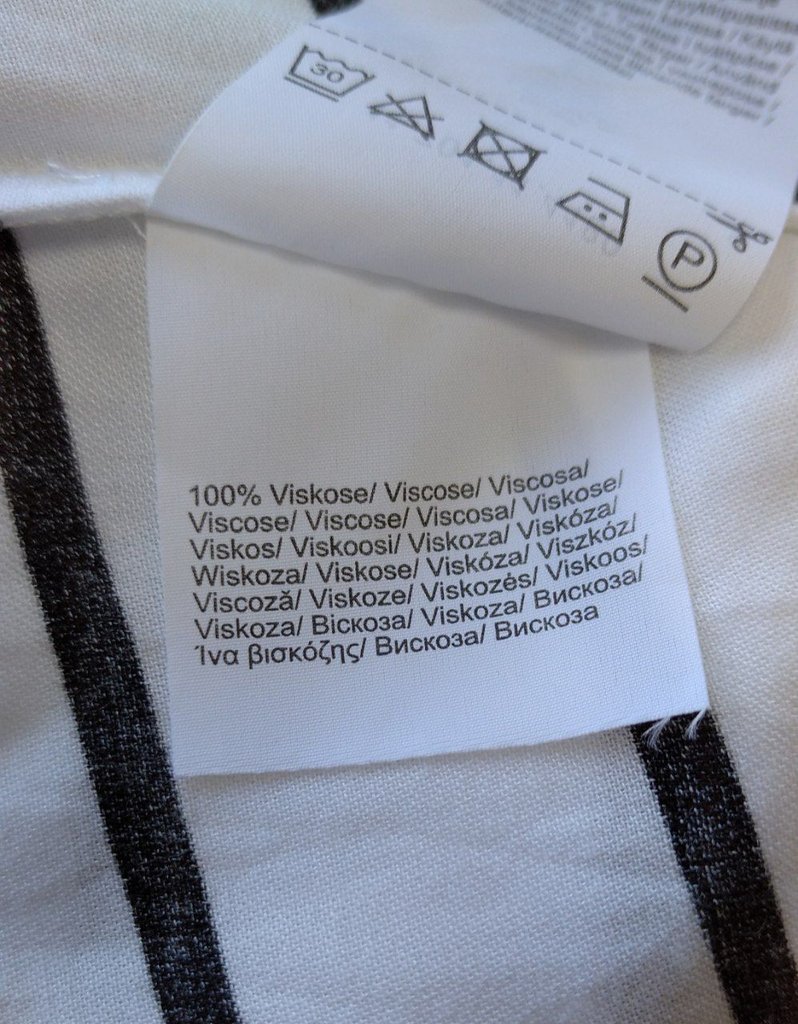 30
P
100% Viskose/ Viscose/ Viscosa/
Viscose/ Viscose/ Viscosa/ Viskose/
Viskos/ Viskoosi/ Viskoza/ Viskóza/
Wiskoza/ Viskose/ Viskóza/ Viszkóz/
Viscoză/ Viskoze/ Viskozės/ Viskoos/
Viskoza/ Віскоза/ Viskoza/ Вискоза/
Ίνα βισκόζης/ Вискоза/ Вискоза